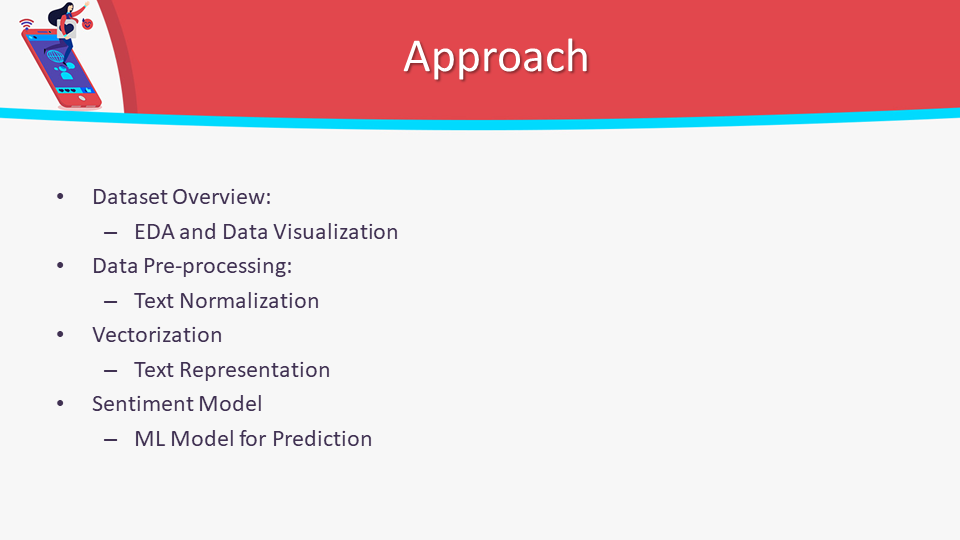 Approach
• Dataset Overview:
– EDA and Data Visualization
• Data Pre-processing:
– Text Normalization
• Vectorization
– Text Representation
• Sentiment Model
– ML Model for Prediction